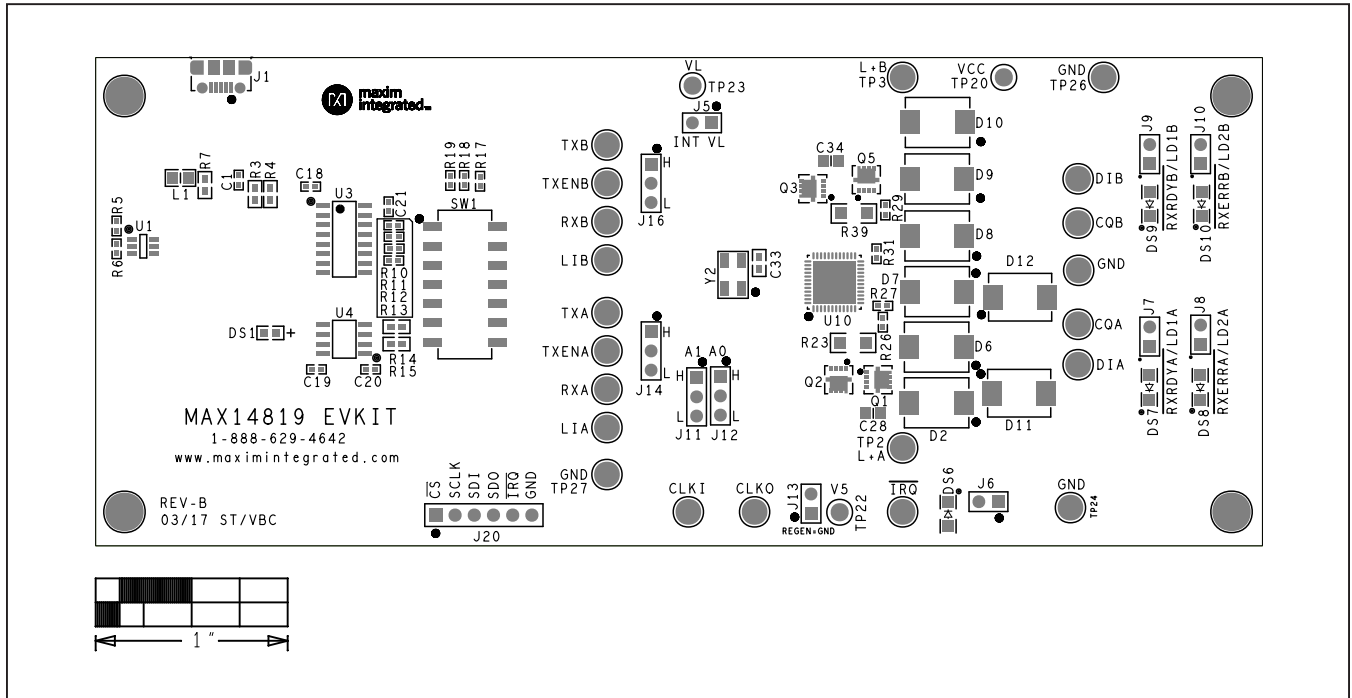 J1
maxim
integrated™
VL
TP23
J5
INT VL
L+B
TP3
VCC
TP20
GND
TP26
D10
J9
J10
RXRDYB/LD1B
RXERRB/LD2B
DS9
DS10
TXB
TXENB
RXB
LIB
TXA
TXENA
RXA
LIA
GND
TP27
H
L
J16
H
L
J14
R19
R18
R17
SW1
C34
Q5
Q3
R39
R29
D9
D8
R31
DIB
CQB
GND
CQA
DIA
R7
L1
C1
R3
R4
C18
U3
C21
R5
U1
R6
R10
R11
R12
R13
U4
DS1 +
R14
R15
C19
C20
Y2
C33
U10
D7
R27
D12
R23
R26
D6
Q2
Q1
C28
D2
D11
TP2
L+A
A1 A0
H H
L L
J11 J12
J7
J8
RXRDYA/LD1A
RXERRA/LD2A
DS7
DS8
MAX14819 EVKIT
1-888-629-4642
www.maximintegrated.com
REV-B
03/17 ST/VBC
CS
SCLK
SDI
SDO
IRQ
GND
J20
CLKI
CLKO
J13
REGEN=GND
V5
TP22
IRQ
DS6
J6
GND
TP24
1"